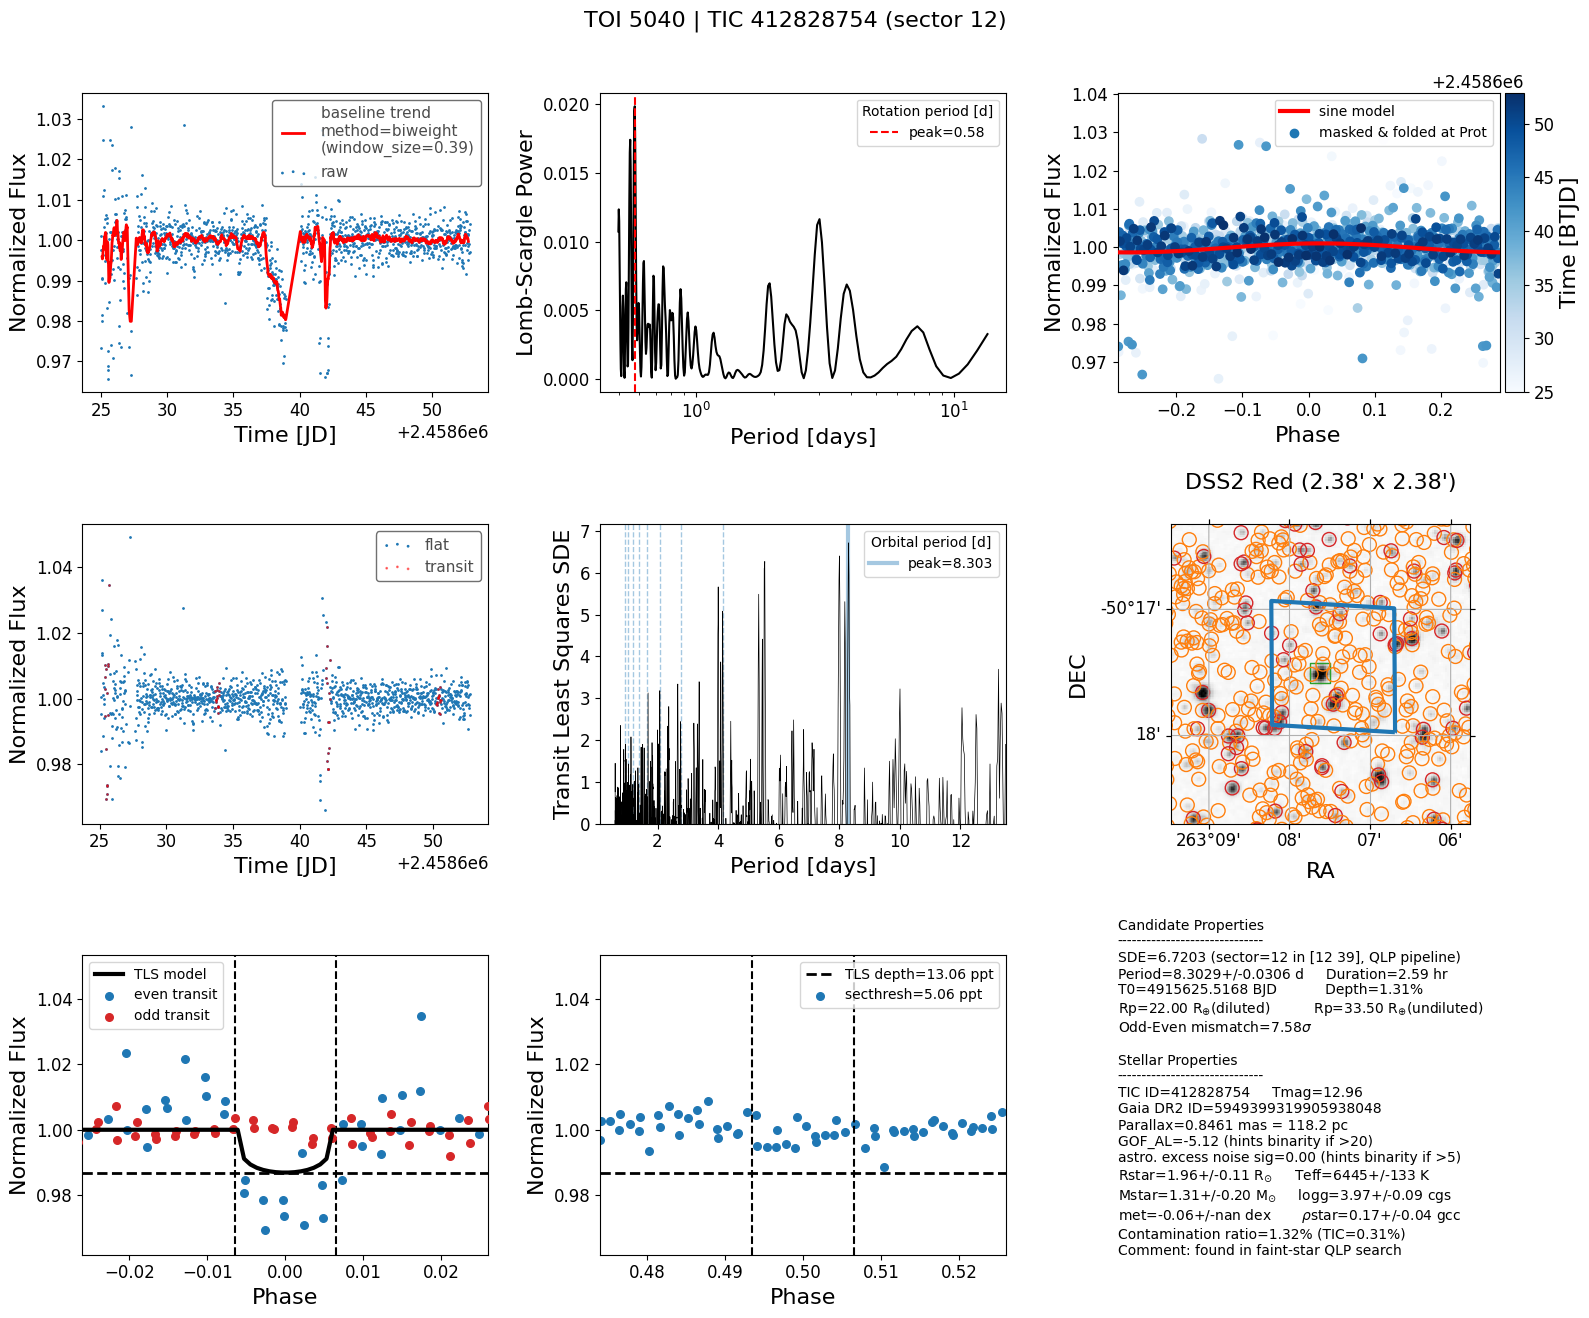 TOI 5040 | TIC 412828754 (sector 12)
Normalized Flux
1.03
1.02
1.01
1.00
0.99
0.98
0.97
baseline trend
method=biweight
(window_size=0.39)
raw
25 30 35 40 45 50
Time [JD]
+2.4586e6
Lomb-Scargle Power
0.020
0.015
0.010
0.005
0.000
Rotation period [d]
peak=0.58
10^0 10^1
Period [days]
Normalized Flux
1.04
1.03
1.02
1.01
1.00
0.99
0.98
0.97
sine model
masked & folded at Prot
−0.2 −0.1 0.0 0.1 0.2
Phase
+2.4586e6
50
45
40
35
30
25
Time [BTJD]
Normalized Flux
1.04
1.02
1.00
0.98
flat
transit
25 30 35 40 45 50
Time [JD]
+2.4586e6
Transit Least Squares SDE
7
6
5
4
3
2
1
0
Orbital period [d]
peak=8.303
2 4 6 8 10 12
Period [days]
DSS2 Red (2.38' x 2.38')
DEC
-50°17'
18'
263°09' 08' 07' 06'
RA
Normalized Flux
1.04
1.02
1.00
0.98
TLS model
even transit
odd transit
−0.02 −0.01 0.00 0.01 0.02
Phase
Normalized Flux
1.04
1.02
1.00
0.98
TLS depth=13.06 ppt
secthresh=5.06 ppt
0.48 0.49 0.50 0.51 0.52
Phase
Candidate Properties
------------------------------
SDE=6.7203 (sector=12 in [12 39], QLP pipeline)
Period=8.3029+/-0.0306 d Duration=2.59 hr
T0=4915625.5168 BJD Depth=1.31%
Rp=22.00 R⊕(diluted) Rp=33.50 R⊕(undiluted)
Odd-Even mismatch=7.58σ
Stellar Properties
------------------------------
TIC ID=412828754 Tmag=12.96
Gaia DR2 ID=5949399319905938048
Parallax=0.8461 mas = 118.2 pc
GOF_AL=-5.12 (hints binarity if >20)
astro. excess noise sig=0.00 (hints binarity if >5)
Rstar=1.96+/-0.11 R⊙ Teff=6445+/-133 K
Mstar=1.31+/-0.20 M⊙ logg=3.97+/-0.09 cgs
met=-0.06+/-nan dex ρstar=0.17+/-0.04 gcc
Contamination ratio=1.32% (TIC=0.31%)
Comment: found in faint-star QLP search